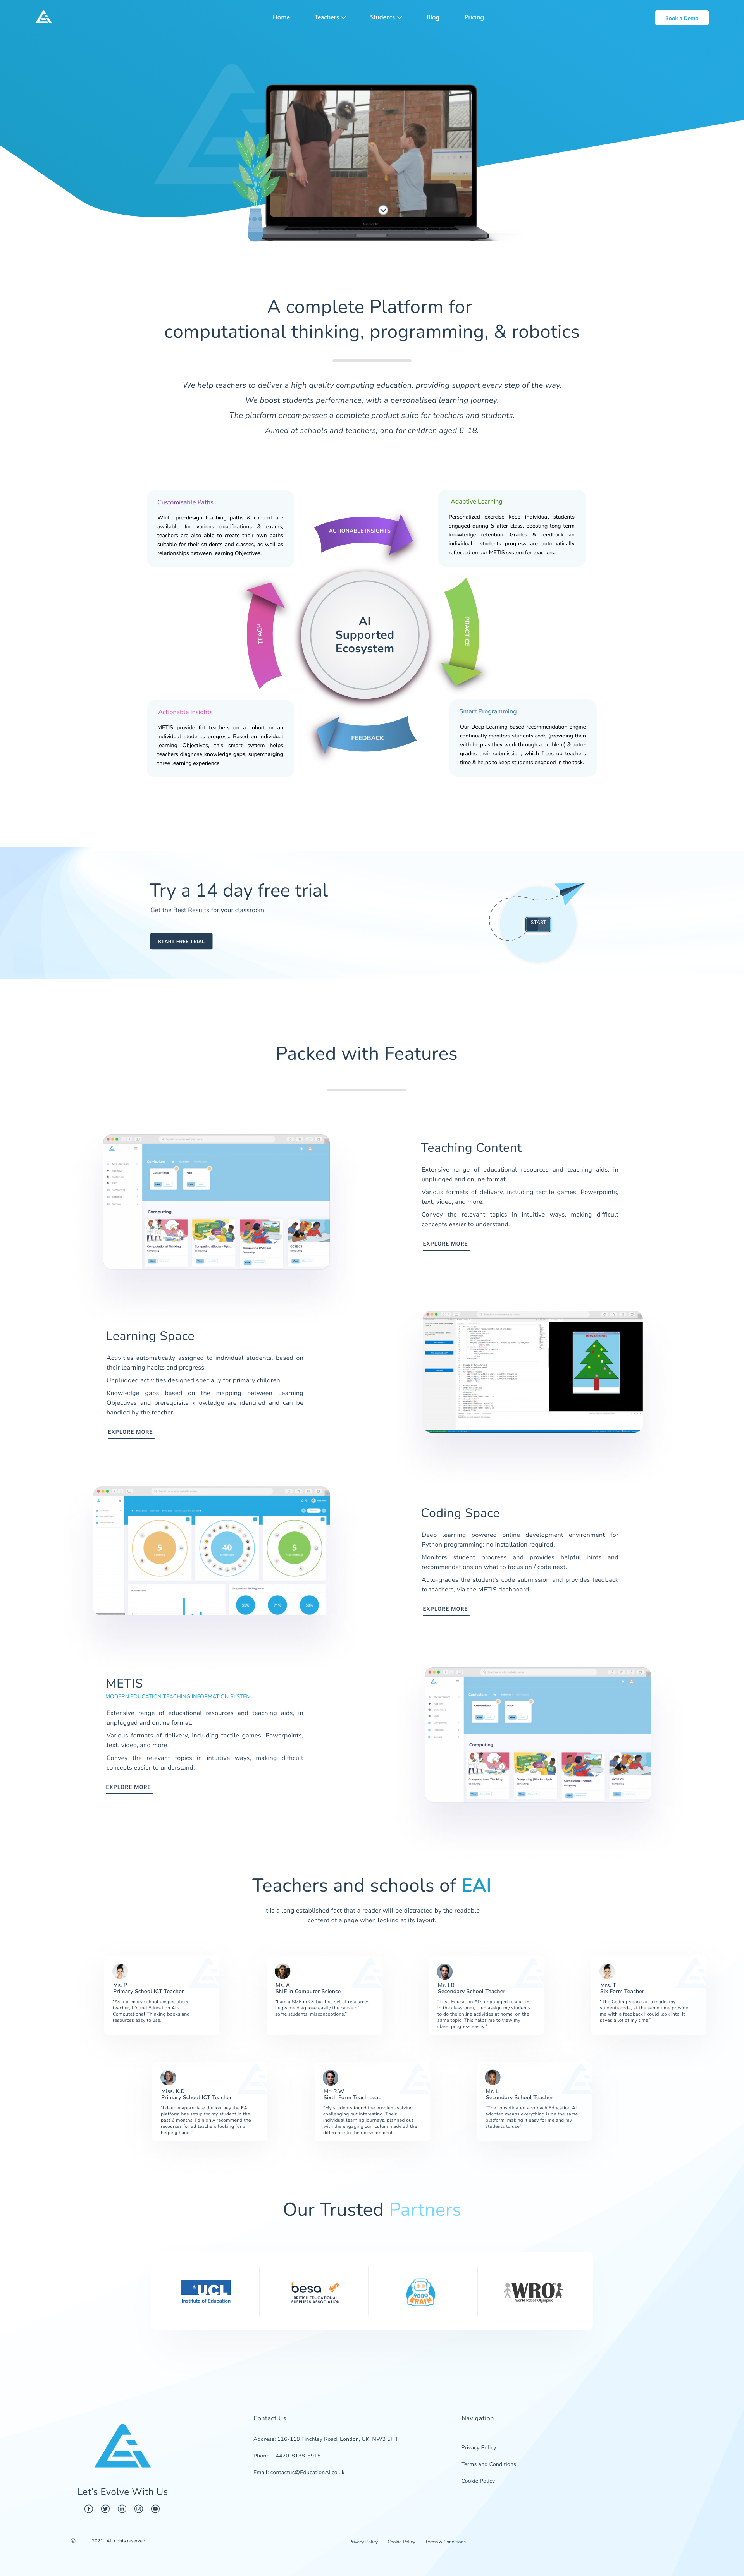 Home
Teachers
Students
Blog
Pricing
Book a Demo
A complete Platform for
computational thinking, programming, & robotics
We help teachers to deliver a high quality computing education, providing support every step of the way.
We boost students performance, with a personalised learning journey.
The platform encompasses a complete product suite for teachers and students.
Aimed at schools and teachers, and for children aged 6-18.
Customisable Paths
While pre-design teaching paths & content are
available for various qualifications & exams,
teachers are also able to create their own paths
suitable for their students and classes, as well as
relationships between learning Objectives.
ACTIONABLE INSIGHTS
Adaptive Learning
Personalized exercise keep individual students
engaged during & after class, boosting long term
knowledge retention. Grades & feedback an
individual students progress are automatically
reflected on our METIS system for teachers.
TEACH
AI
Supported
Ecosystem
PRACTICE
Actionable Insights
METIS provide fot teachers on a cohort or an
individual students progress. Based on individual
learning Objectives, this smart system helps
teachers diagnose knowledge gaps, supercharging
three learning experience.
FEEDBACK
Smart Programming
Our Deep Learning based recommendation engine
continually monitors students code (providing then
with help as they work through a problem) & auto-
grades their submission, which frees up teachers
time & helps to keep students engaged in the task.
Try a 14 day free trial
Get the Best Results for your classroom!
START FREE TRIAL
START
Packed with Features
Computing
Computational Thinking
Teaching Content
Extensive range of educational resources and teaching aids, in
unplugged and online format.
Various formats of delivery, including tactile games, Powerpoints,
text, video, and more.
Convey the relevant topics in intuitive ways, making difficult
concepts easier to understand.
EXPLORE MORE
Learning Space
Activities automatically assigned to individual students, based on
their learning habits and progress.
Unplugged activities designed specially for primary children.
Knowledge gaps based on the mapping between Learning
Objectives and prerequisite knowledge are identifed and can be
handled by the teacher.
EXPLORE MORE
5
40
5
Coding Space
Deep learning powered online development environment for
Python programming: no installation required.
Monitors student progress and provides helpful hints and
recommendations on what to focus on / code next.
Auto-grades the student's code submission and provides feedback
to teachers, via the METIS dashboard.
EXPLORE MORE
METIS
MODERN EDUCATION TEACHING INFORMATION SYSTEM
Extensive range of educational resources and teaching aids, in
unplugged and online format.
Various formats of delivery, including tactile games, Powerpoints,
text, video, and more.
Convey the relevant topics in intuitive ways, making difficult
concepts easier to understand.
EXPLORE MORE
Computing
Computational Thinking
Teachers and schools of EAI
It is a long established fact that a reader will be distracted by the readable
content of a page when looking at its layout.
Ms. P
Primary School ICT Teacher
"As a primary school unspecialised
teacher, I found Education AI's
Computational Thinking books and
resources easy to use.
Ms. A
SME in Computer Science
"I am a SME in CS but this set of resources
helps me diagnose easily the cause of
some students' misconceptions."
Mr. J.B
Secondary School Teacher
"I use Education AI's unplugged resources
in the classroom, then assign my students
to do the online activities at home, on the
same topic. This helps me to view my
class' progress easily."
Mrs. T
Six Form Teacher
"The Coding Space auto marks my
students code, at the same time provide
me with a feedback I could look into. It
saves a lot of my time."
Miss. K.D
Primary School ICT Teacher
"I deeply appreciate the journey the EAI
platform has setup for my student in the
past 6 months. I'd highly recommend the
resources for all teachers looking for a
helping hand."
Mr. R.W
Sixth Form Teach Lead
"My students found the problem-solving
challenging but interesting. Their
individual learning journeys, planned out
with the engaging curriculum made all the
difference to their development."
Mr. L
Secondary School Teacher
"The consolidated approach Education AI
adopted means everything is on the same
platform, making it easy for me and my
students to use"
Our Trusted Partners
UCL
Institute of Education
besa
BRITISH EDUCATIONAL
SUPPLIERS ASSOCIATION
ROBO
BRAIN
WRO
World Robot Olympiad
Let's Evolve With Us
Contact Us
Address: 116-118 Finchley Road, London, UK, NW3 5HT
Phone: +4420-8138-8918
Email: contactus@EducationAI.co.uk
Navigation
Privacy Policy
Terms and Conditions
Cookie Policy
© 2021 . All rights reserved
Privacy Policy
Cookie Policy
Terms & Conditions